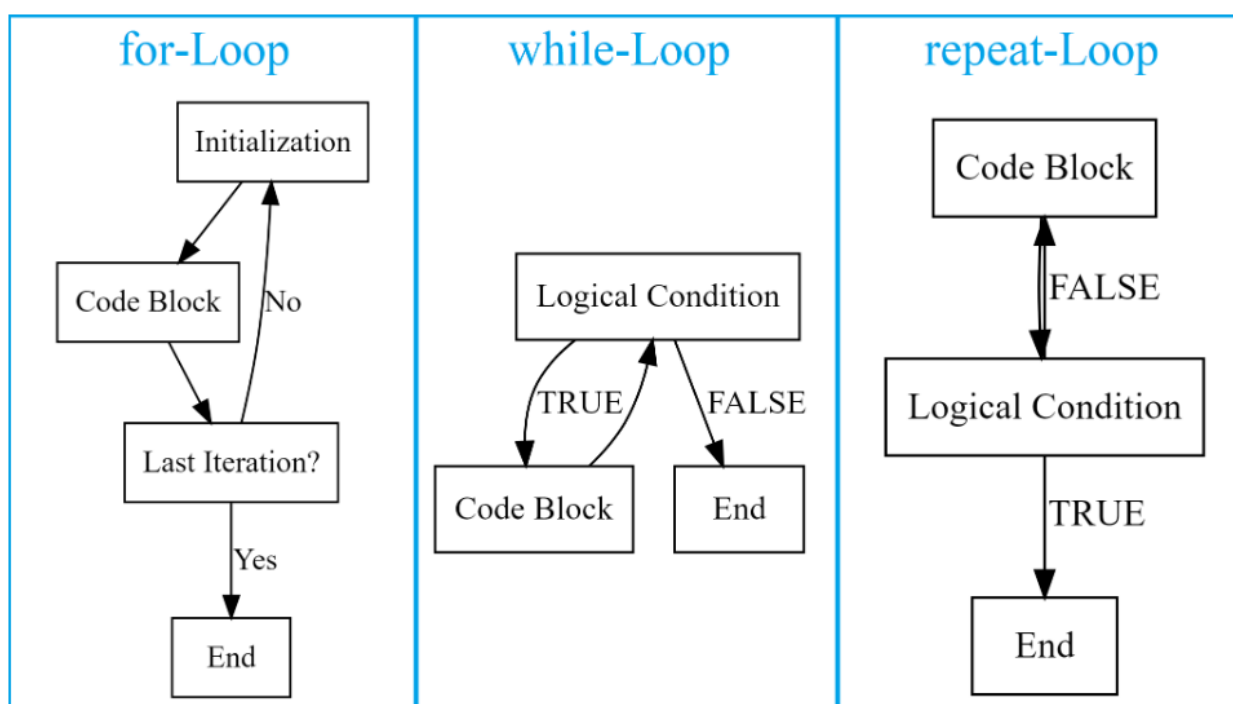 for-Loop
Initialization
Code Block
No
Last Iteration?
Yes
End
while-Loop
Logical Condition
TRUE
FALSE
Code Block
End
repeat-Loop
Code Block
FALSE
Logical Condition
TRUE
End